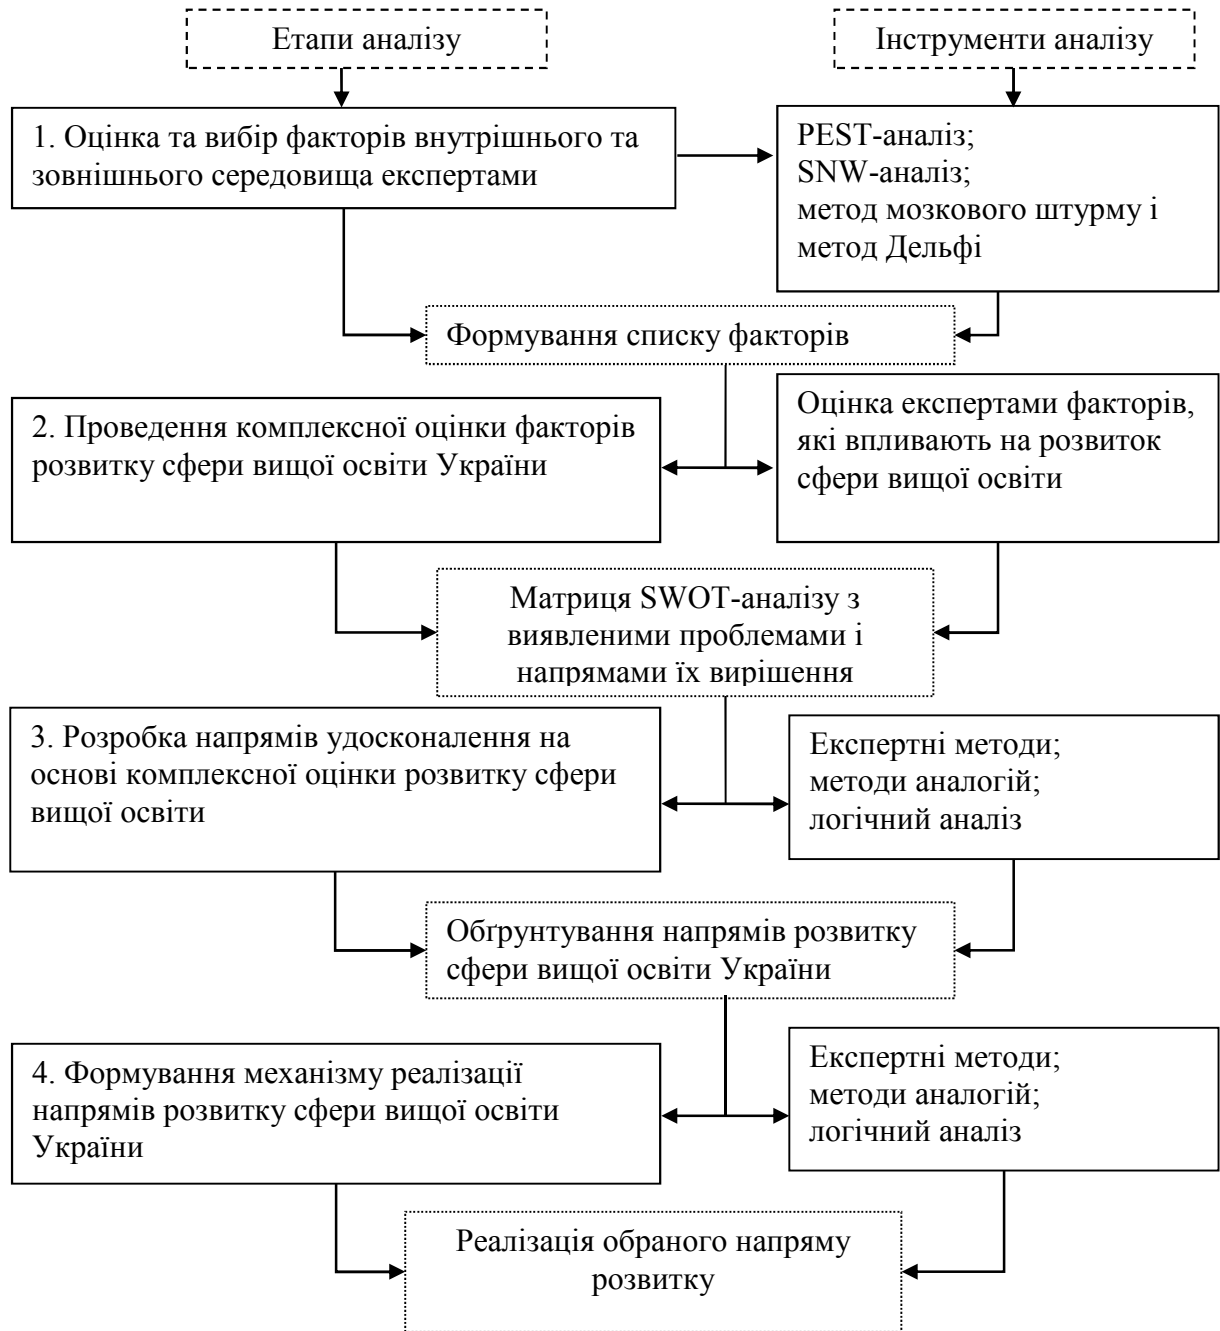 Етапи аналізу
Інструменти аналізу
1. Оцінка та вибір факторів внутрішнього та
зовнішнього середовища експертами
PEST-аналіз;
SNW-аналіз;
метод мозкового штурму і
метод Дельфі
Формування списку факторів
2. Проведення комплексної оцінки факторів
розвитку сфери вищої освіти України
Оцінка експертами факторів,
які впливають на розвиток
сфери вищої освіти
Матриця SWOT-аналізу з
виявленими проблемами і
напрямами їх вирішення
3. Розробка напрямів удосконалення на
основі комплексної оцінки розвитку сфери
вищої освіти
Експертні методи;
методи аналогій;
логічний аналіз
Обґрунтування напрямів розвитку
сфери вищої освіти України
4. Формування механізму реалізації
напрямів розвитку сфери вищої освіти
України
Експертні методи;
методи аналогій;
логічний аналіз
Реалізація обраного напряму
розвитку